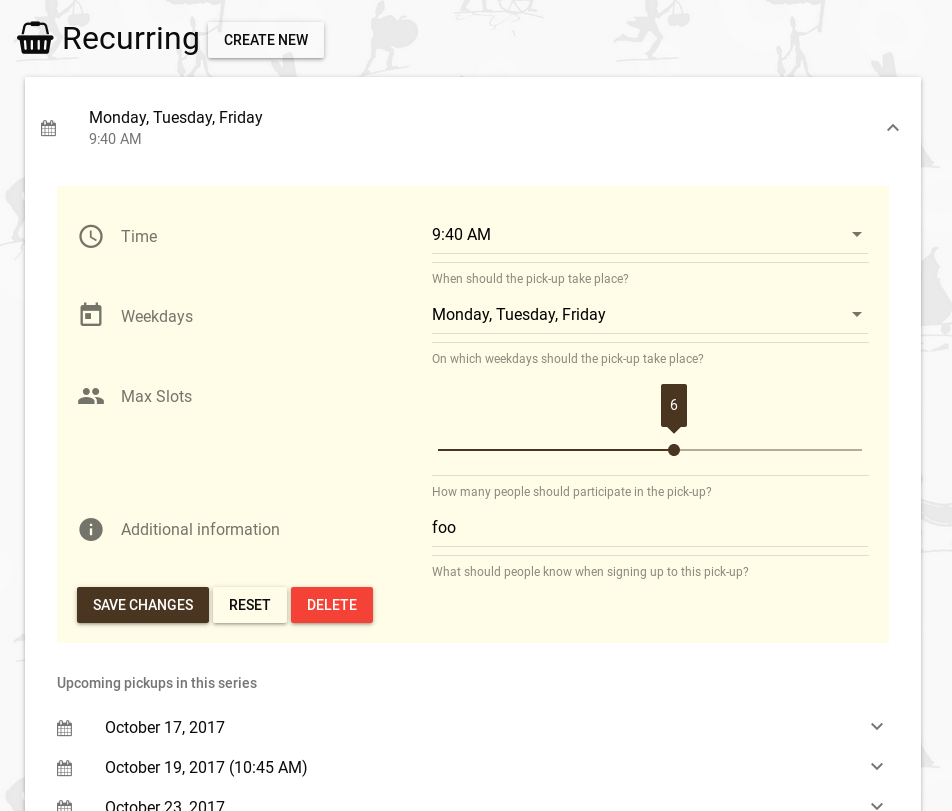 Recurring CREATE NEW
Monday, Tuesday, Friday
9:40 AM
Time
9:40 AM
When should the pick-up take place?
Weekdays
Monday, Tuesday, Friday
On which weekdays should the pick-up take place?
Max Slots
6
How many people should participate in the pick-up?
Additional information
foo
What should people know when signing up to this pick-up?
SAVE CHANGES RESET DELETE
Upcoming pickups in this series
October 17, 2017
October 19, 2017 (10:45 AM)
October 23, 2017